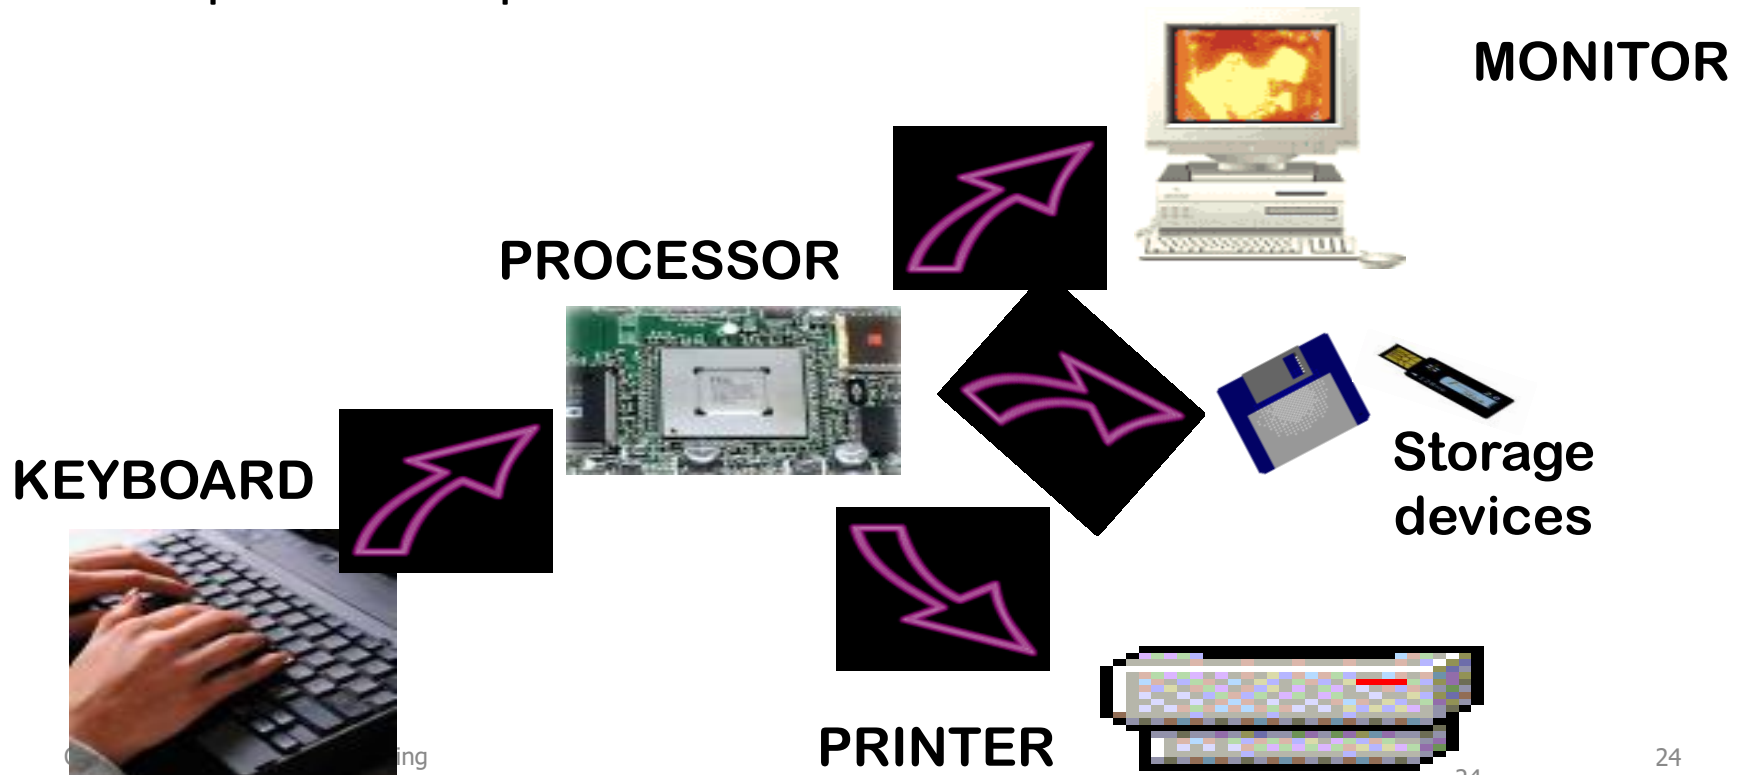 MONITOR
PROCESSOR
KEYBOARD
Storage
devices
PRINTER
24